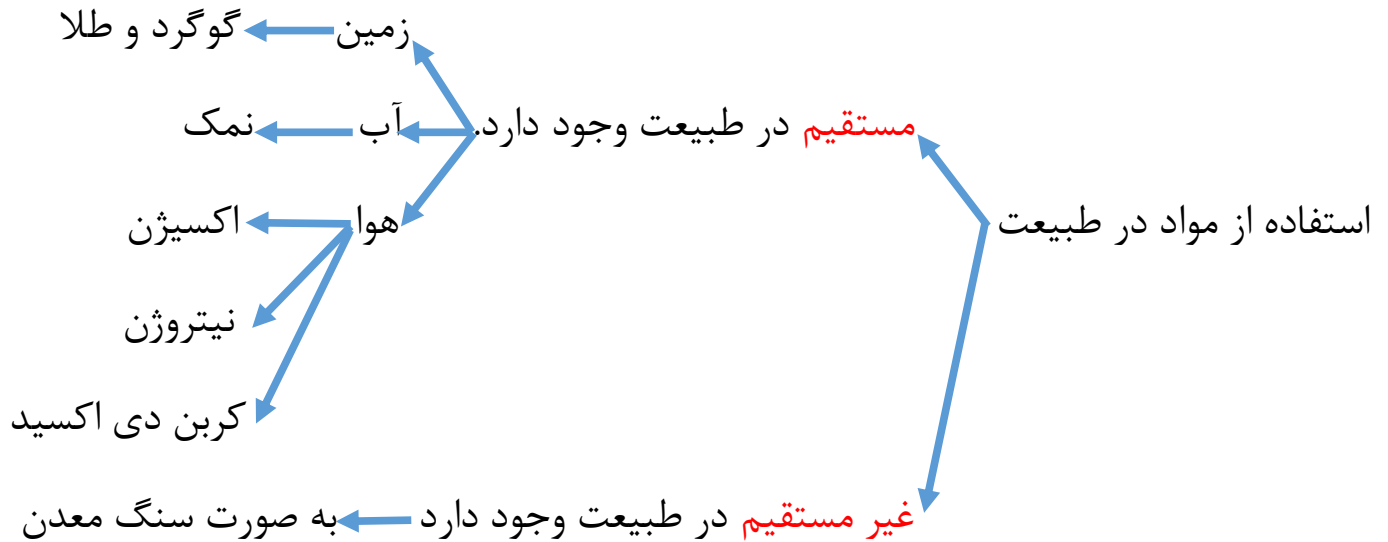 زمین گوگرد و طلا
مستقیم در طبیعت وجود دارد. آب نمک
استفاده از مواد در طبیعت هوا اکسیژن
نیتروژن
کربن دی اکسید
غیر مستقیم در طبیعت وجود دارد به صورت سنگ معدن